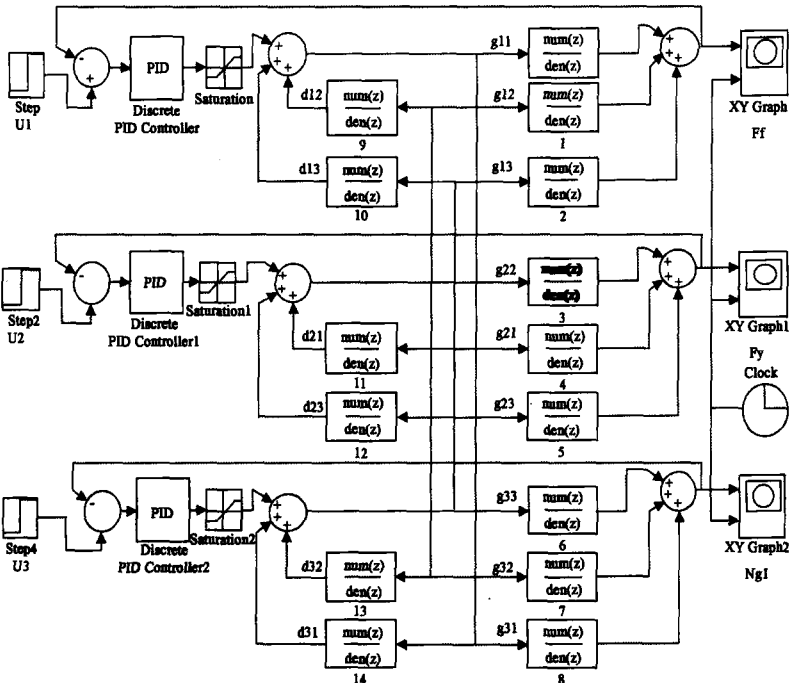 g11
num(z)
den(z)
Step
U1
-
+
PID
Discrete
PID Controller
Saturation
+
+
+
d12
num(z)
den(z)
9
g12
num(z)
den(z)
1
+
+
+
XY Graph
Ff
d13
num(z)
den(z)
10
g13
num(z)
den(z)
2
Step2
U2
-
+
PID
Discrete
PID Controller1
Saturation1
+
+
+
g22
num(z)
den(z)
3
+
+
+
XY Graph1
Fy
Clock
d21
num(z)
den(z)
11
g21
num(z)
den(z)
4
d23
num(z)
den(z)
12
g23
num(z)
den(z)
5
Step4
U3
-
+
PID
Discrete
PID Controller2
Saturation2
+
+
+
g33
num(z)
den(z)
6
+
+
+
XY Graph2
NgI
d32
num(z)
den(z)
13
g32
num(z)
den(z)
7
d31
num(z)
den(z)
14
g31
num(z)
den(z)
8